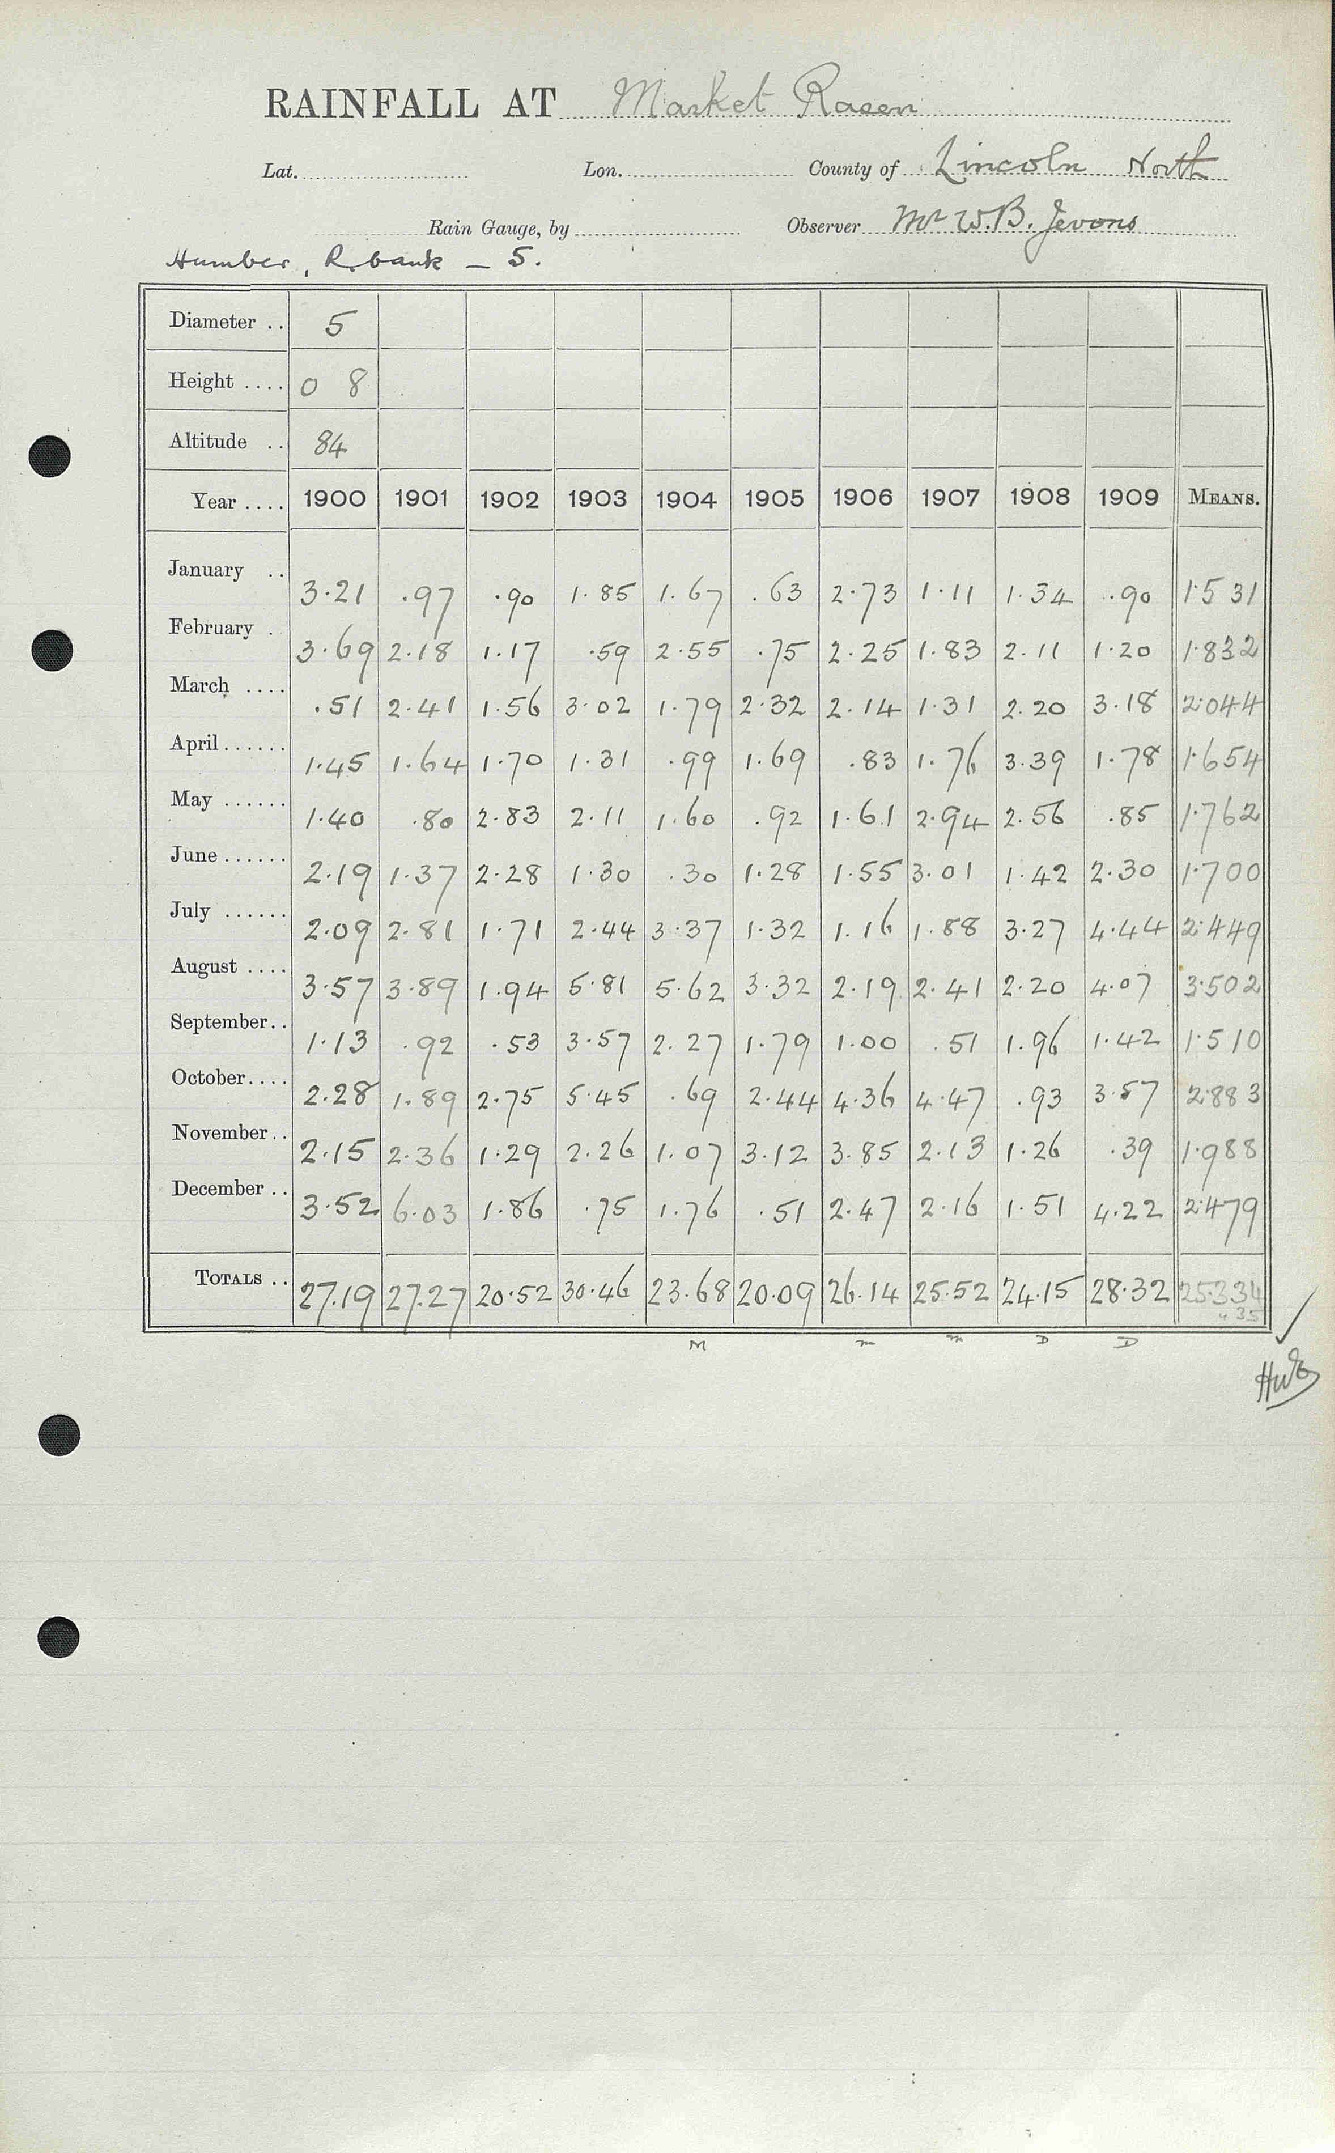 RAINFALL AT Market Rasen
Lat. Lon. County of Lincoln North
Rain Gauge, by Observer Mr W.B. Jevons
Humber, R. bank - 5.
Diameter .. 5
Height .... 0 8
Altitude .. 84
Year .... 1900 1901 1902 1903 1904 1905 1906 1907 1908 1909 MEANS.
January .. 3.21 .97 .90 1.85 1.67 .63 2.73 1.11 1.34 .90 1.531
February . 3.69 2.18 1.17 .59 2.55 .75 2.25 1.83 2.11 1.20 1.832
March .... .51 2.41 1.56 3.02 1.79 2.32 2.14 1.31 2.20 3.18 2.044
April ...... 1.45 1.64 1.70 1.31 .99 1.69 .83 1.76 3.39 1.78 1.654
May ...... 1.40 .80 2.83 2.11 1.60 .92 1.61 2.94 2.56 .85 1.762
June ...... 2.19 1.37 2.28 1.30 .30 1.28 1.55 3.01 1.42 2.30 1.700
July ...... 2.09 2.81 1.71 2.44 3.37 1.32 1.16 1.88 3.27 4.44 2.449
August .... 3.57 3.89 1.94 5.81 5.62 3.32 2.19 2.41 2.20 4.07 3.502
September.. 1.13 .92 .53 3.57 2.27 1.79 1.00 .51 1.96 1.42 1.510
October.... 2.28 1.89 2.75 5.45 .69 2.44 4.36 4.47 .93 3.57 2.883
November.. 2.15 2.36 1.29 2.26 1.07 3.12 3.85 2.13 1.26 .39 1.988
December .. 3.52 6.03 1.86 .75 1.76 .51 2.47 2.16 1.51 4.22 2.479
TOTALS .. 27.19 27.27 20.52 30.46 23.68 20.09 26.14 25.52 24.15 28.32 25.334
35
M m m D D